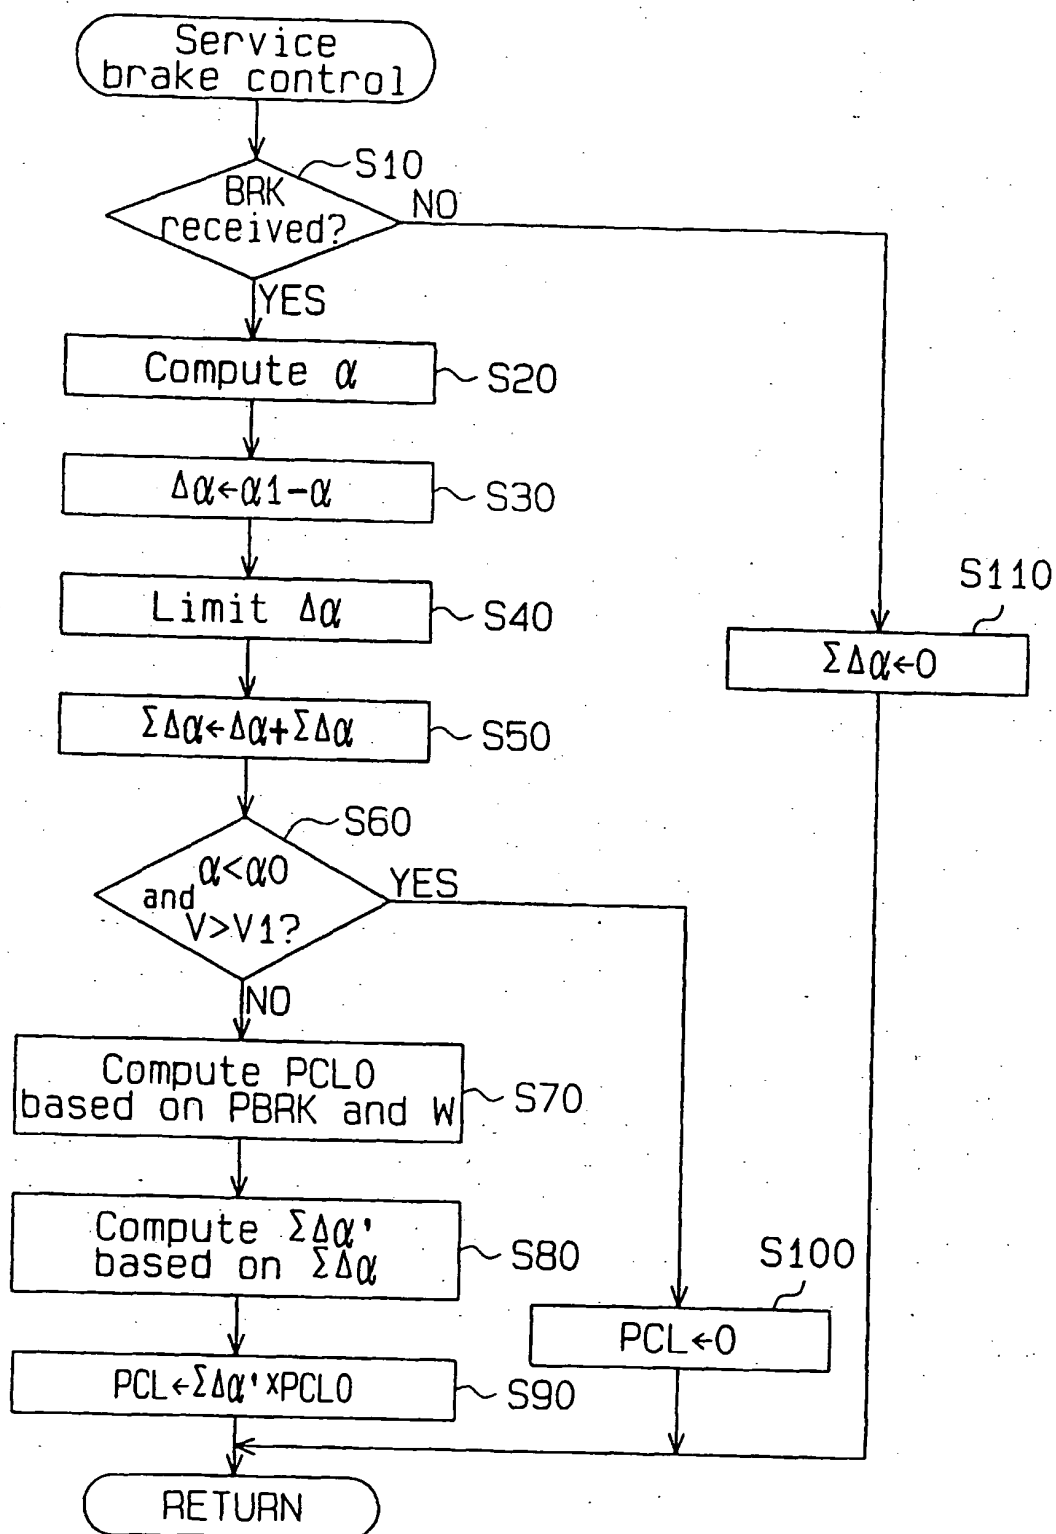 Service
brake control
S10
BRK
received?
NO
YES
Compute α
S20
Δα←α1-α
S30
Limit Δα
S40
ΣΔα←Δα+ΣΔα
S50
S60
α<α0
and
V>V1?
YES
NO
Compute PCL0
based on PBRK and W
S70
Compute ΣΔα'
based on ΣΔα
S80
PCL←ΣΔα'×PCL0
S90
S100
PCL←0
S110
ΣΔα←0
RETURN